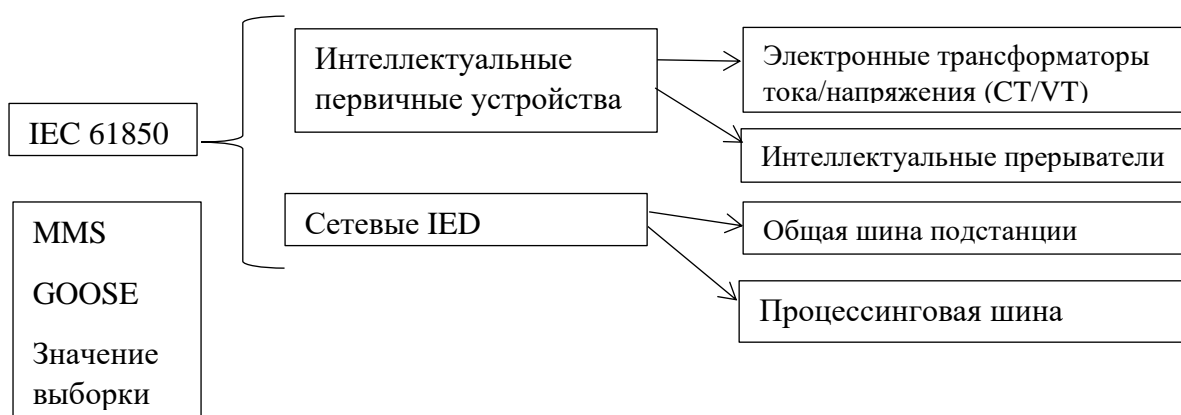 IEC 61850
MMS
GOOSE
Значение
выборки
Интеллектуальные
первичные устройства
Сетевые IED
Электронные трансформаторы
тока/напряжения (CT/VT)
Интеллектуальные прерыватели
Общая шина подстанции
Процессинговая шина